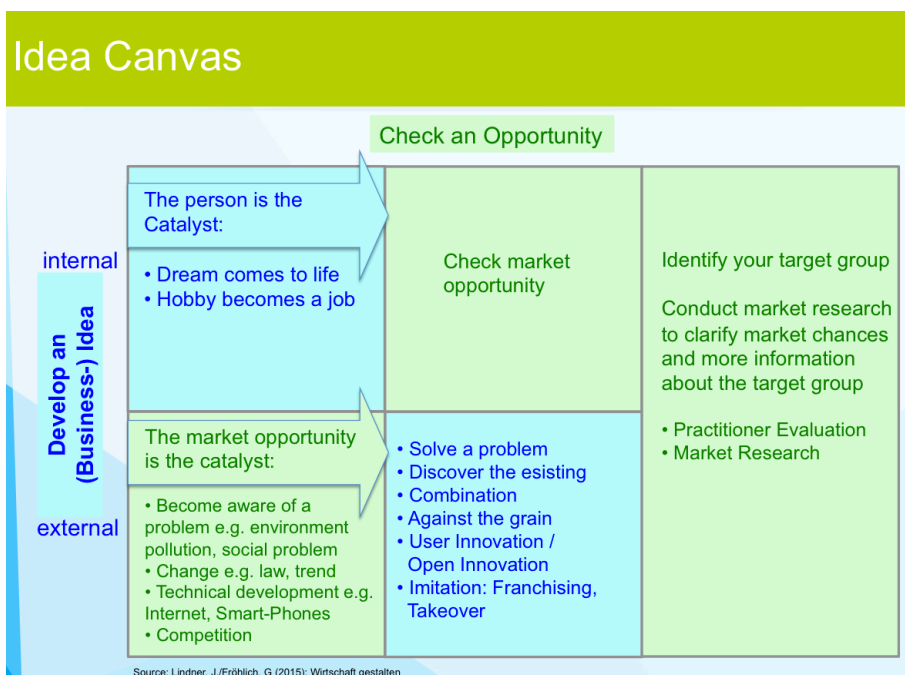 Idea Canvas
Check an Opportunity
internal
Develop an
(Business-) Idea
external
The person is the
Catalyst:
• Dream comes to life
• Hobby becomes a job
Check market
opportunity
Identify your target group
Conduct market research
to clarify market chances
and more information
about the target group
• Practitioner Evaluation
• Market Research
The market opportunity
is the catalyst:
• Become aware of a
problem e.g. environment
pollution, social problem
• Change e.g. law, trend
• Technical development e.g.
Internet, Smart-Phones
• Competition
• Solve a problem
• Discover the esisting
• Combination
• Against the grain
• User Innovation /
Open Innovation
• Imitation: Franchising,
Takeover
Source: Lindner, J./Fröhlich, G (2015): Wirtschaft gestalten